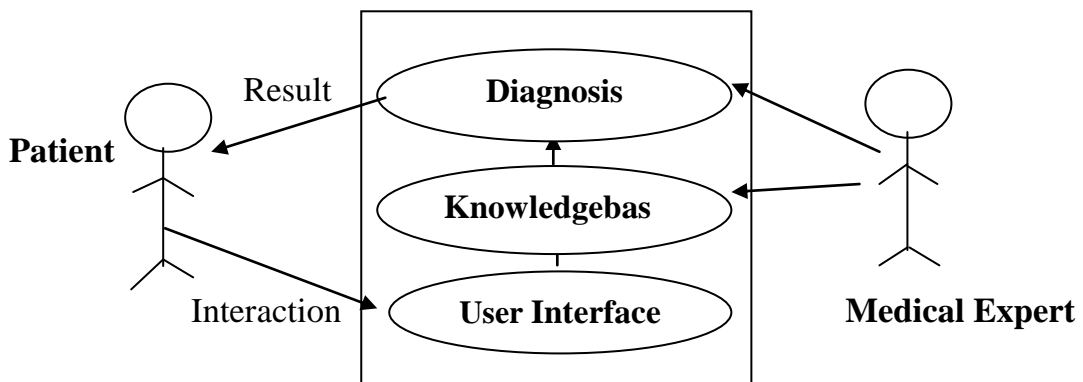 Diagnosis
Result
Patient
Knowledgebas
Interaction
User Interface
Medical Expert